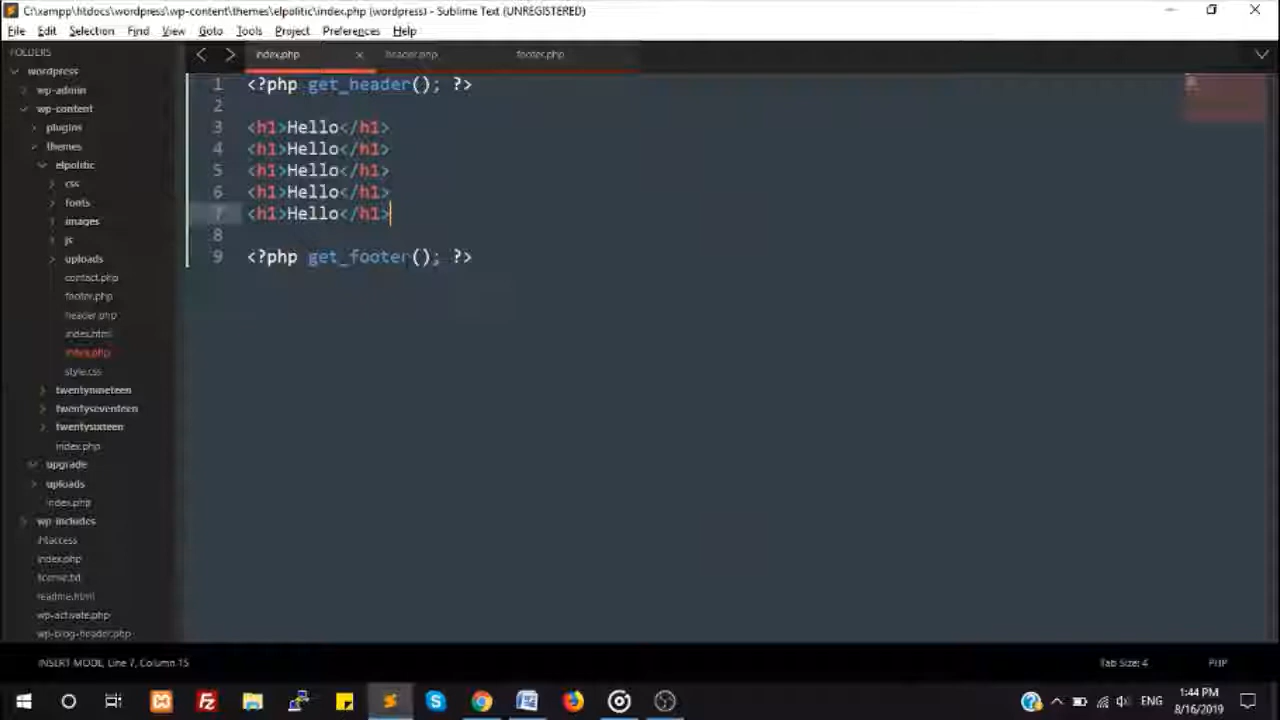 C:\xampp\htdocs\wordpress\wp-content\themes\elpolitic\index.php (wordpress) - Sublime Text (UNREGISTERED)
File Edit Selection Find View Goto Tools Project Preferences Help
FOLDERS
wordpress
wp-admin
wp-content
plugins
themes
elpolitic
css
fonts
images
js
uploads
contact.php
footer.php
header.php
index.html
index.php
style.css
twentynineteen
twentyseventeen
twentysixteen
index.php
upgrade
uploads
index.php
wp-includes
.htaccess
index.php
license.txt
readme.html
wp-activate.php
wp-blog-header.php
index.php header.php footer.php
1 <?php get_header(); ?>
2
3 <h1>Hello</h1>
4 <h1>Hello</h1>
5 <h1>Hello</h1>
6 <h1>Hello</h1>
7 <h1>Hello</h1>
8
9 <?php get_footer(); ?>
INSERT MODE, Line 7, Column 15 Tab Size: 4 PHP
ENG 1:44 PM
8/16/2019